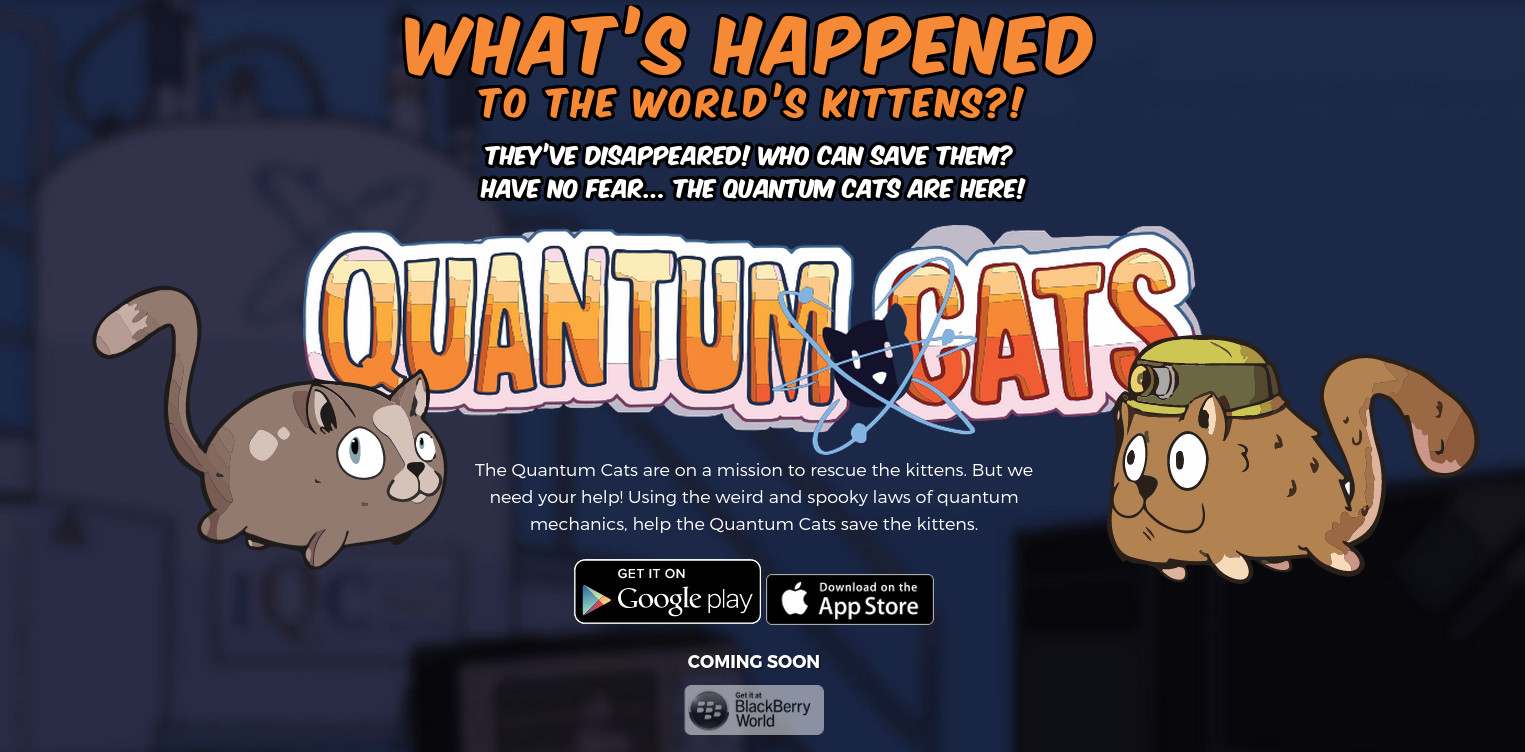 WHAT'S HAPPENED
TO THE WORLD'S KITTENS?!
THEY'VE DISAPPEARED! WHO CAN SAVE THEM?
HAVE NO FEAR... THE QUANTUM CATS ARE HERE!
QUANTUM CATS
The Quantum Cats are on a mission to rescue the kittens. But we
need your help! Using the weird and spooky laws of quantum
mechanics, help the Quantum Cats save the kittens.
GET IT ON
Google play
Download on the
App Store
IQC
COMING SOON
Get it at
BlackBerry
World